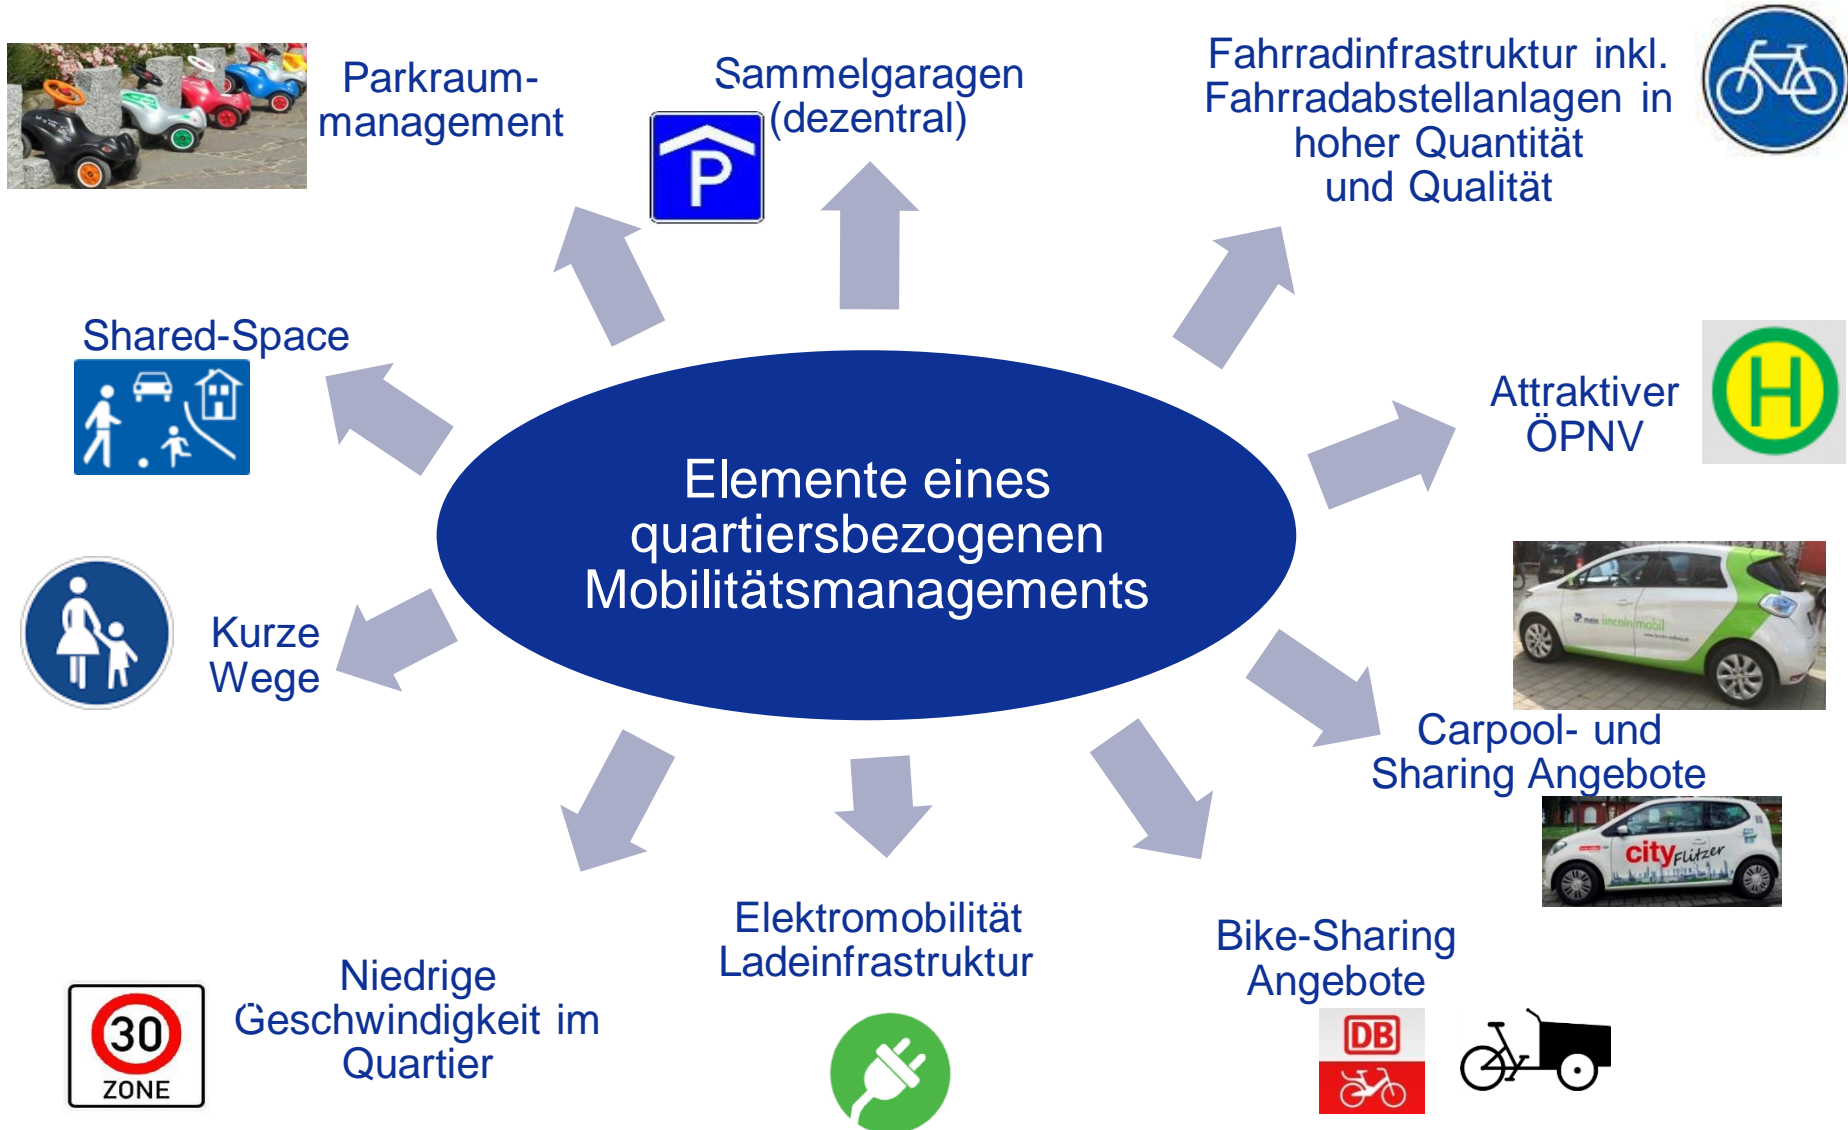 Parkraum-
management
Sammelgaragen
(dezentral)
P
Fahrradinfrastruktur inkl.
Fahrradabstellanlagen in
hoher Quantität
und Qualität
Shared-Space
Attraktiver
ÖPNV
H
Elemente eines
quartiersbezogenen
Mobilitätsmanagements
lincoln mobil
Kurze
Wege
Carpool- und
Sharing Angebote
city Flitzer
Niedrige
Geschwindigkeit im
Quartier
30
ZONE
Elektromobilität
Ladeinfrastruktur
Bike-Sharing
Angebote
DB